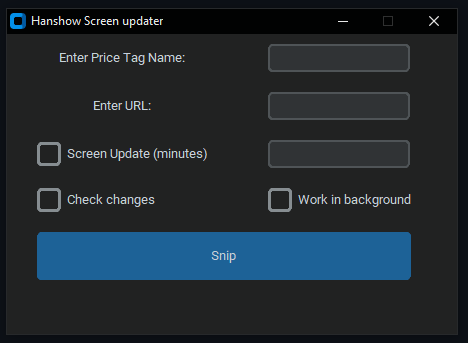 Hanshow Screen updater
Enter Price Tag Name:
Enter URL:
Screen Update (minutes)
Check changes
Work in background
Snip